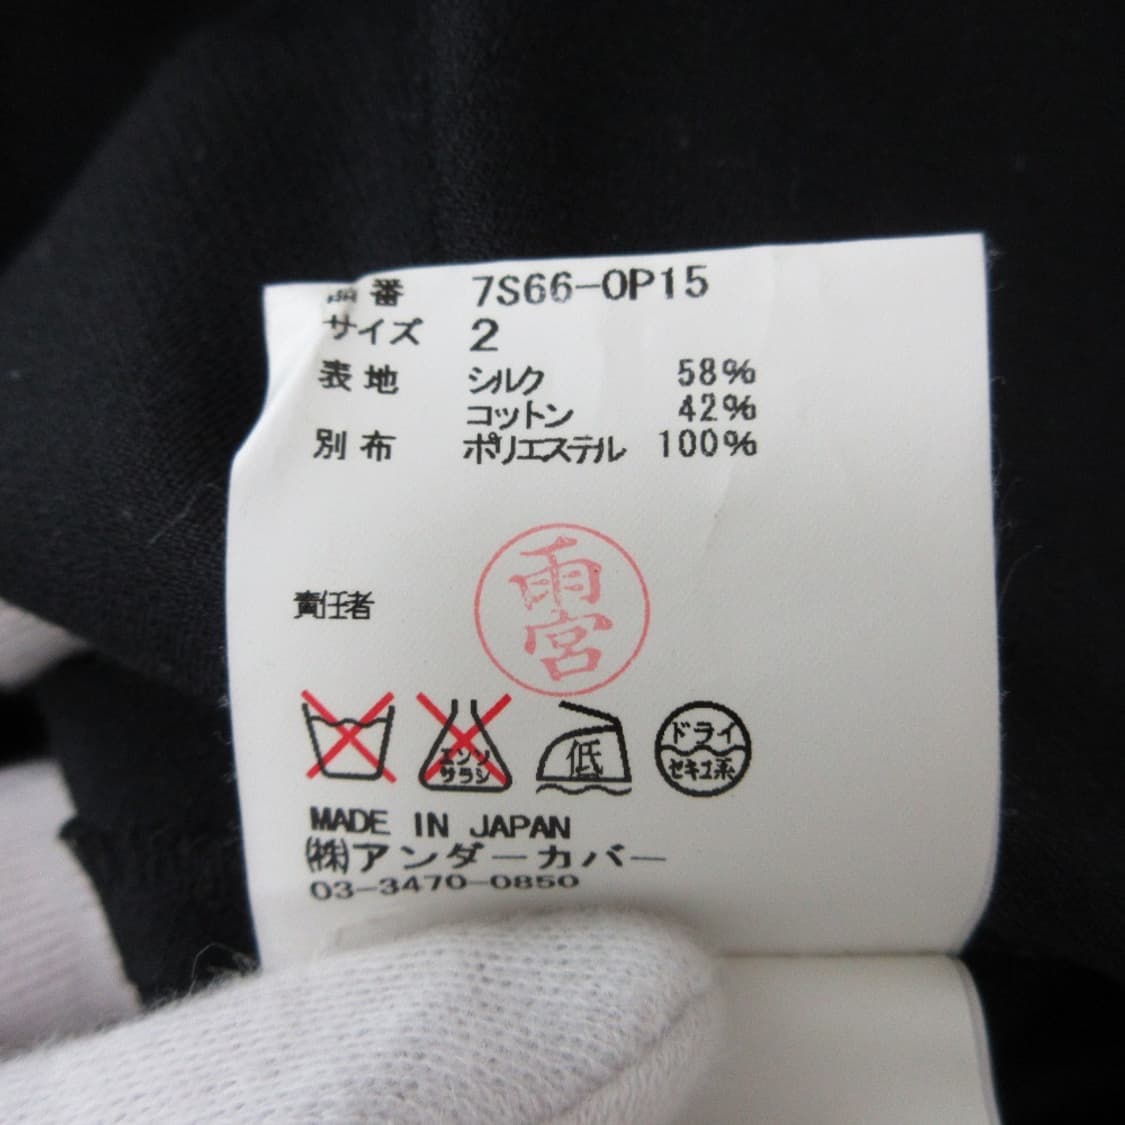 品番 7S66-OP15
サイズ 2
表地 シルク 58%
コットン 42%
別布 ポリエステル 100%
責任者
雨宮
エンソ
サラシ
低
ドライ
セキユ系
MADE IN JAPAN
㈱アンダーカバー
03-3470-0850